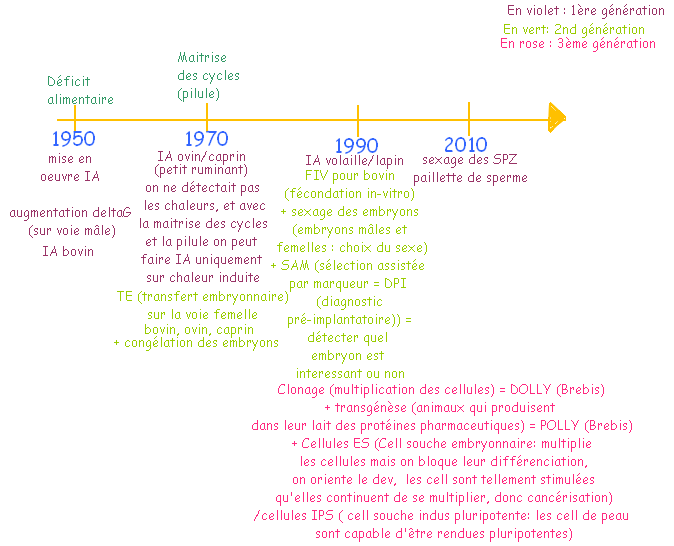 En violet : 1ère génération
En vert: 2nd génération
En rose : 3ème génération
Déficit
alimentaire
Maitrise
des cycles
(pilule)
1950
mise en
oeuvre IA
augmentation deltaG
(sur voie mâle)
IA bovin
1970
IA ovin/caprin
(petit ruminant)
on ne détectait pas
les chaleurs, et avec
la maitrise des cycles
et la pilule on peut
faire IA uniquement
sur chaleur induite
TE (transfert embryonnaire)
sur la voie femelle
bovin, ovin, caprin
+ congélation des embryons
1990
IA volaille/lapin
FIV pour bovin
(fécondation in-vitro)
+ sexage des embryons
(embryons mâles et
femelles : choix du sexe)
+ SAM (sélection assistée
par marqueur = DPI
(diagnostic
pré-implantatoire)) =
détecter quel
embryon est
interessant ou non
2010
sexage des SPZ
paillette de sperme
Clonage (multiplication des cellules) = DOLLY (Brebis)
+ transgénèse (animaux qui produisent
dans leur lait des protéines pharmaceutiques) = POLLY (Brebis)
+ Cellules ES (Cell souche embryonnaire: multiplie
les cellules mais on bloque leur différenciation,
on oriente le dev, les cell sont tellement stimulées
qu'elles continuent de se multiplier, donc cancérisation)
/cellules IPS ( cell souche indus pluripotente: les cell de peau
sont capable d'être rendues pluripotentes)